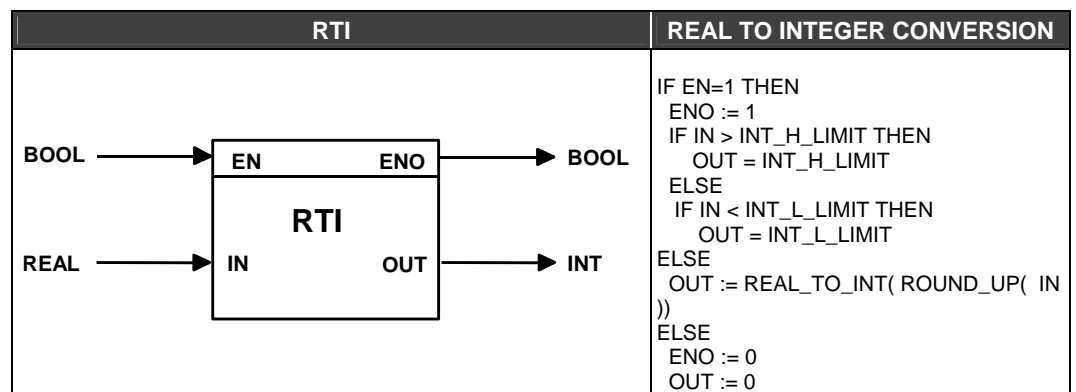 RTI REAL TO INTEGER CONVERSION
BOOL EN ENO BOOL
RTI
REAL IN OUT INT
IF EN=1 THEN
ENO := 1
IF IN > INT_H_LIMIT THEN
OUT = INT_H_LIMIT
ELSE
IF IN < INT_L_LIMIT THEN
OUT = INT_L_LIMIT
ELSE
OUT := REAL_TO_INT( ROUND_UP( IN
))
ELSE
ENO := 0
OUT := 0